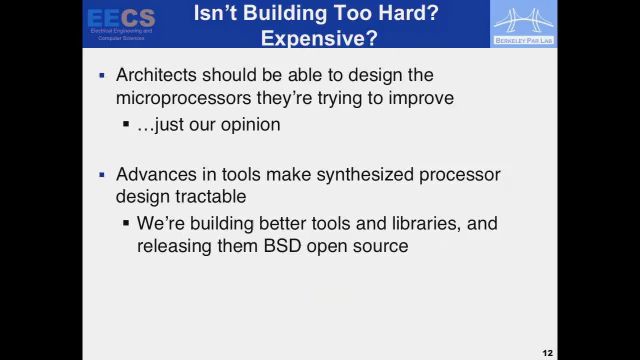 Isn't Building Too Hard?
Expensive?
EECS
Electrical Engineering and
Computer Sciences
BERKELEY PAR LAB
▪ Architects should be able to design the
microprocessors they're trying to improve
▪ …just our opinion
▪ Advances in tools make synthesized processor
design tractable
▪ We're building better tools and libraries, and
releasing them BSD open source
12